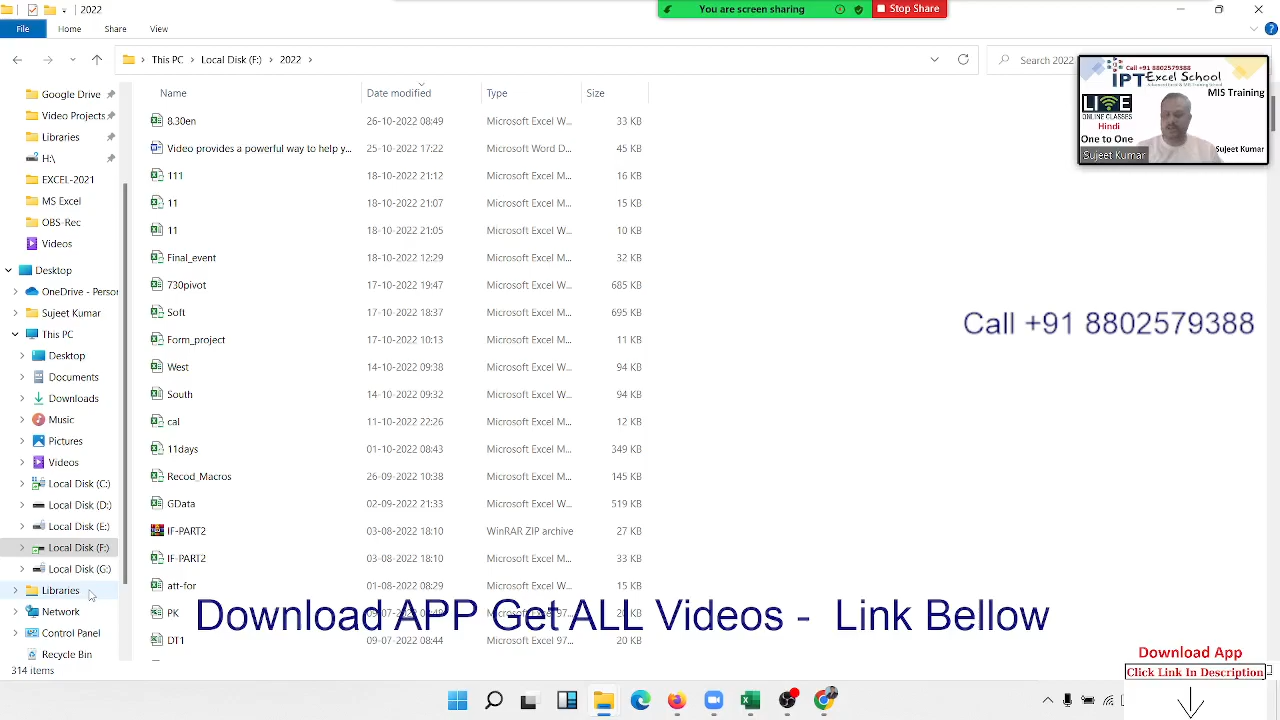 2022
You are screen sharing
Stop Share
File
Home
Share
View
This PC
Local Disk (F:)
2022
Search 2022
Name
Date modified
Type
Size
Google Drive
Video Projects
Libraries
H:\
EXCEL-2021
MS Excel
OBS-Rec
Videos
Desktop
OneDrive - Person
Sujeet Kumar
This PC
Desktop
Documents
Downloads
Music
Pictures
Videos
Local Disk (C:)
Local Disk (D:)
Local Disk (E:)
Local Disk (F:)
Local Disk (G:)
Libraries
Network
Control Panel
Recycle Bin
8.30en 26-10-2022 08:49 Microsoft Excel W... 33 KB
Video provides a powerful way to help y... 25-10-2022 10:22 Microsoft Word D... 45 KB
111 18-10-2022 21:12 Microsoft Excel M... 16 KB
11 18-10-2022 21:07 Microsoft Excel M... 15 KB
11 18-10-2022 21:05 Microsoft Excel W... 10 KB
Final_event 18-10-2022 12:29 Microsoft Excel M... 32 KB
730pivot 17-10-2022 19:47 Microsoft Excel W... 685 KB
Soft 17-10-2022 18:37 Microsoft Excel M... 695 KB
Form_project 17-10-2022 10:13 Microsoft Excel M... 11 KB
West 14-10-2022 09:38 Microsoft Excel W... 94 KB
South 14-10-2022 09:32 Microsoft Excel W... 94 KB
cal 11-10-2022 22:26 Microsoft Excel M... 12 KB
11days 01-10-2022 08:43 Microsoft Excel M... 349 KB
Recod_Macros 26-09-2022 10:38 Microsoft Excel M... 145 KB
GData 02-09-2022 21:33 Microsoft Excel W... 519 KB
IF-PART2 03-08-2022 18:10 WinRAR ZIP archive 27 KB
IF-PART2 03-08-2022 18:10 Microsoft Excel M... 33 KB
att-for 01-08-2022 08:29 Microsoft Excel W... 15 KB
PK Microsoft Excel 97...
DT1 09-07-2022 08:44 Microsoft Excel 97... 20 KB
314 items
Call +91 8802579388
IPT Excel School
MIS Training
LIVE
ONLINE CLASSES
Hindi
One to One
Sujeet Kumar
Sujeet Kumar
Call +91 8802579388
Download APP Get ALL Videos - Link Bellow
Download App
Click Link In Description